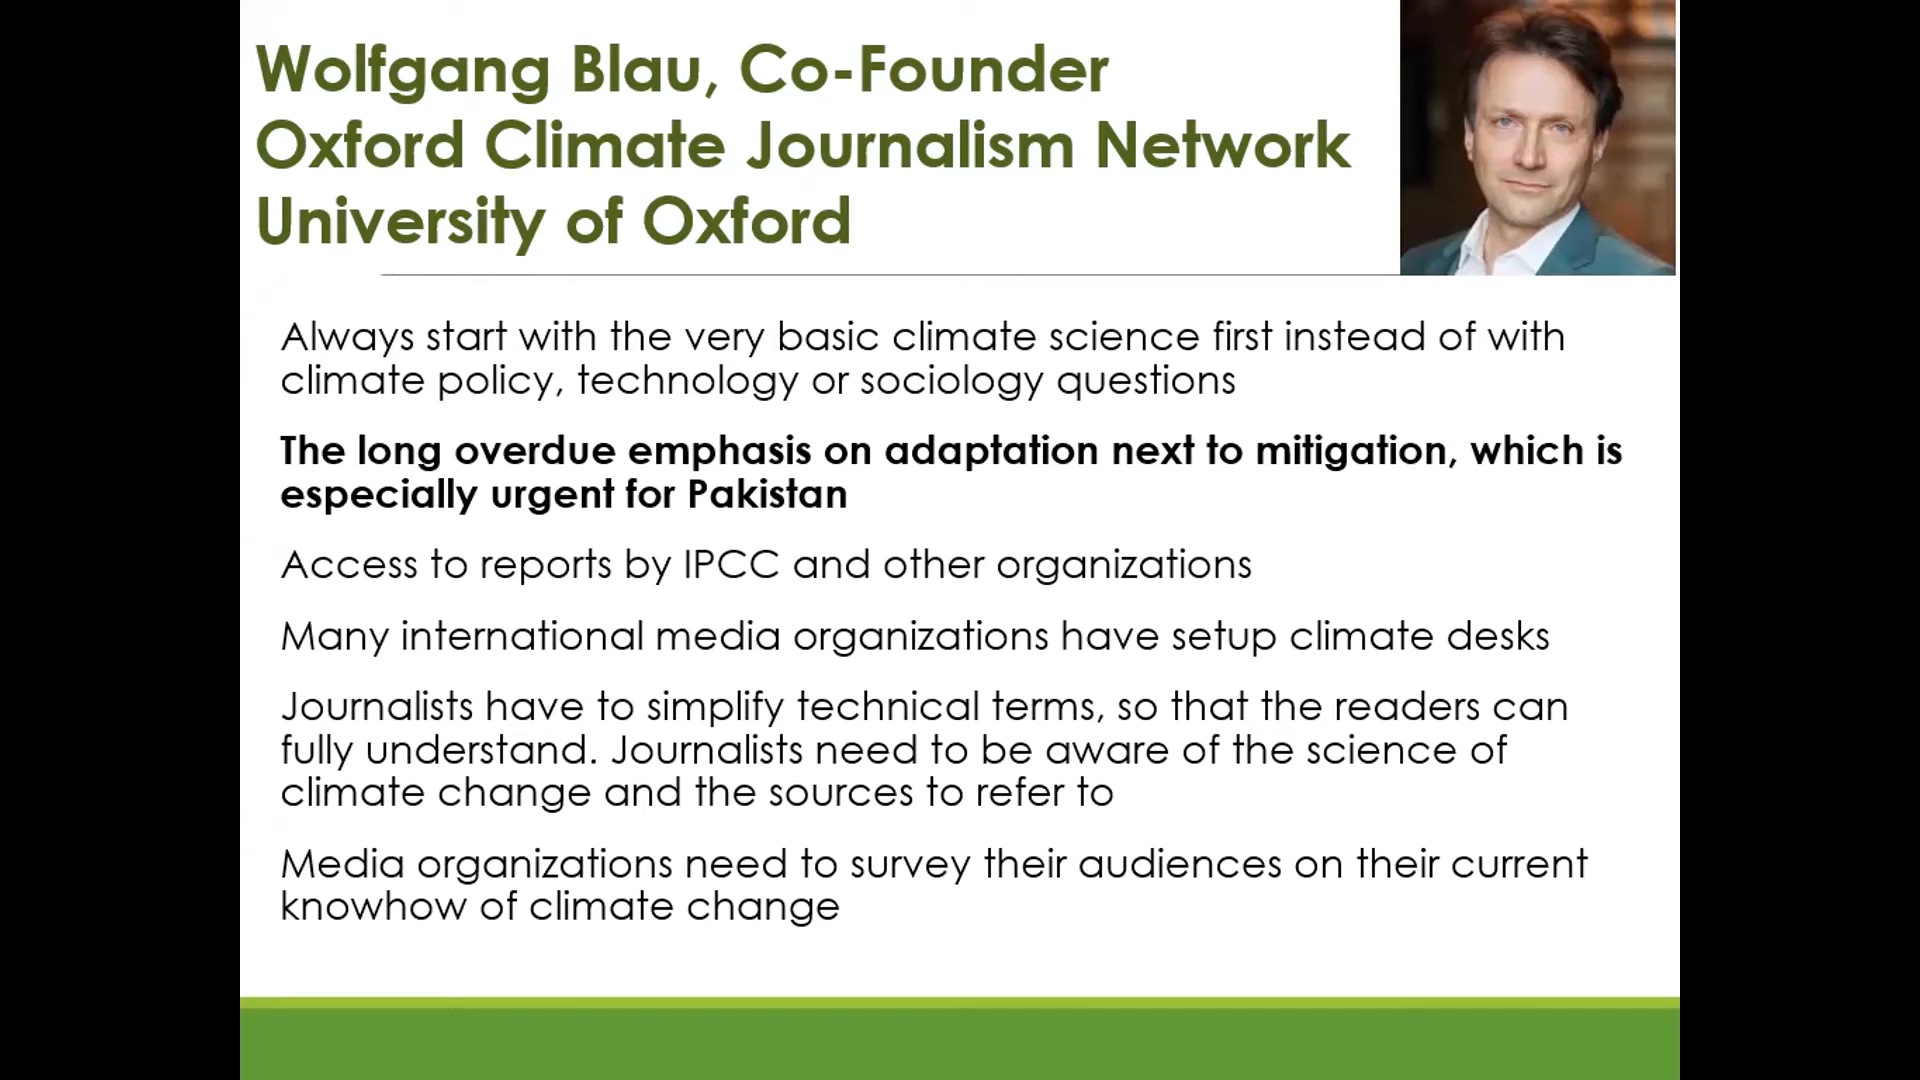 Wolfgang Blau, Co-Founder
Oxford Climate Journalism Network
University of Oxford
Always start with the very basic climate science first instead of with
climate policy, technology or sociology questions
The long overdue emphasis on adaptation next to mitigation, which is
especially urgent for Pakistan
Access to reports by IPCC and other organizations
Many international media organizations have setup climate desks
Journalists have to simplify technical terms, so that the readers can
fully understand. Journalists need to be aware of the science of
climate change and the sources to refer to
Media organizations need to survey their audiences on their current
knowhow of climate change